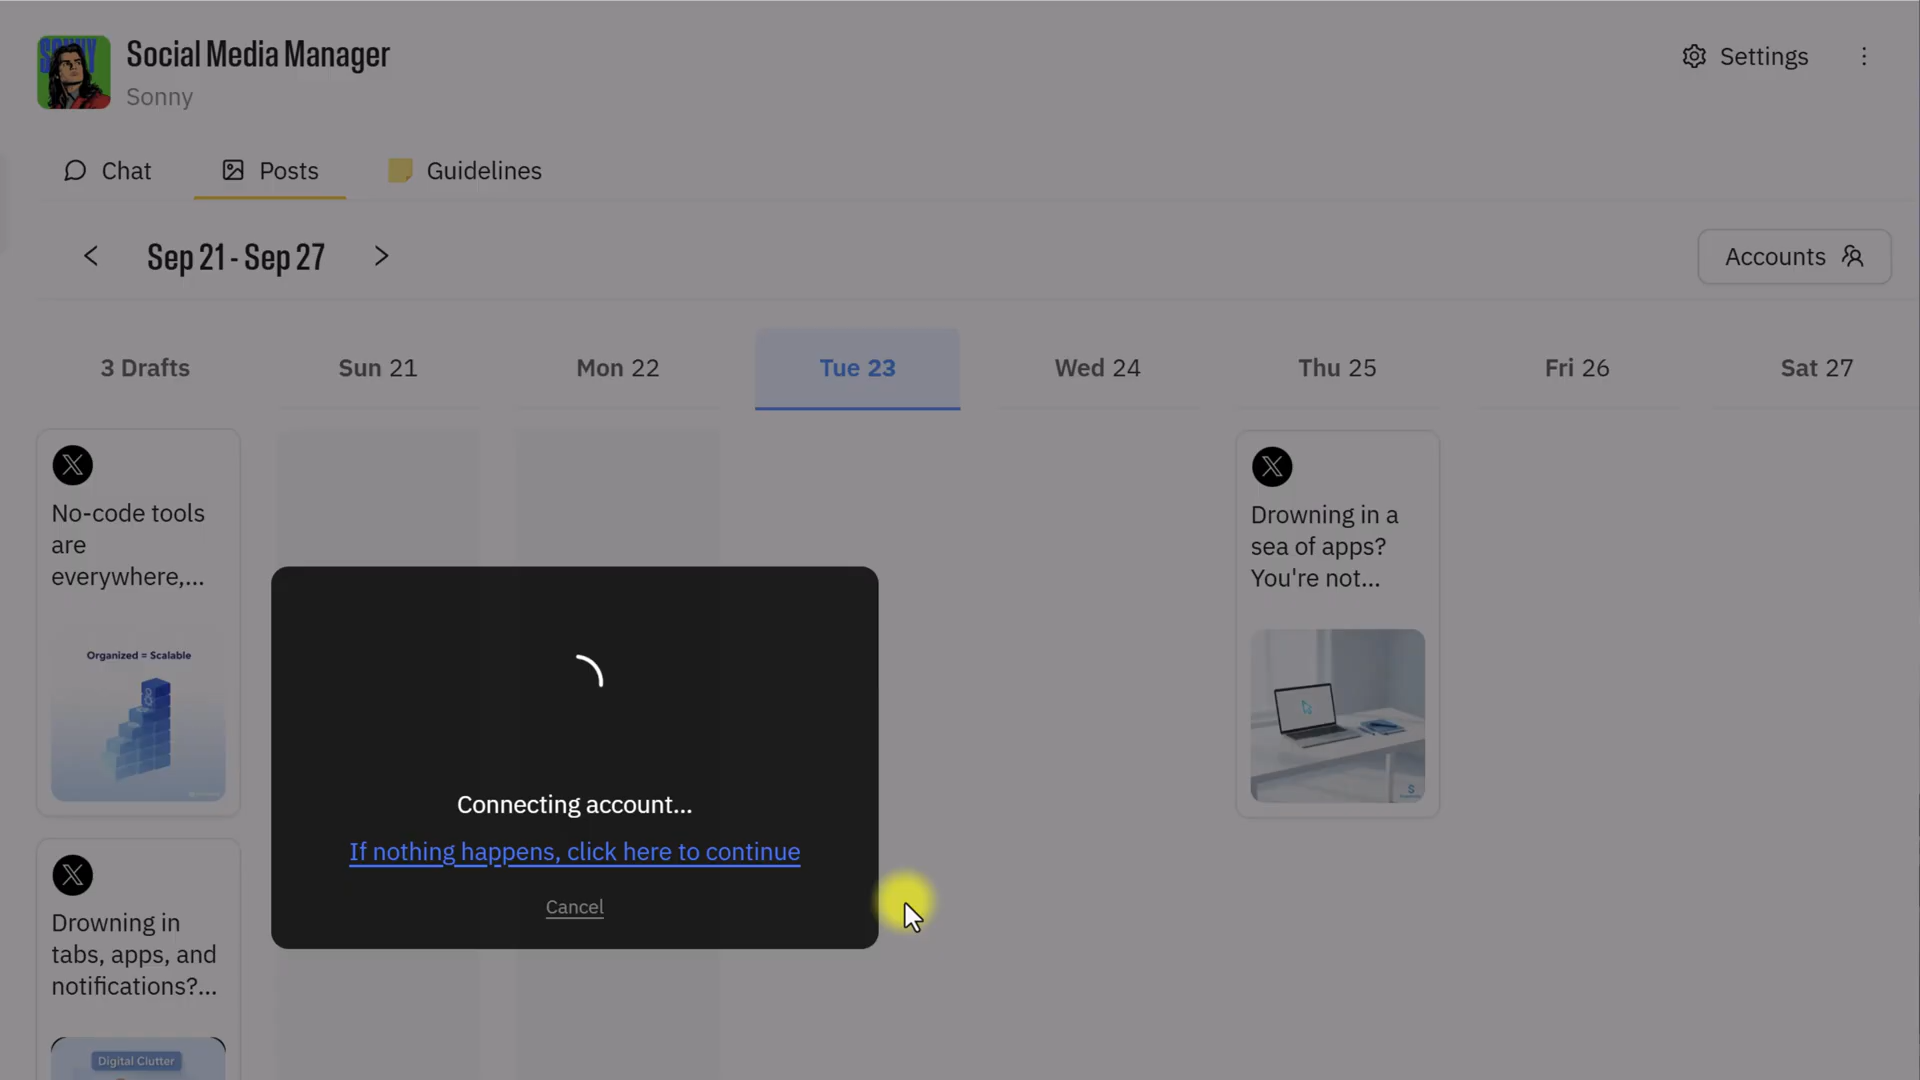 Social Media Manager
Sonny
Settings
Chat
Posts
Guidelines
Sep 21 - Sep 27
Accounts
3 Drafts
Sun 21
Mon 22
Tue 23
Wed 24
Thu 25
Fri 26
Sat 27
No-code tools
are
everywhere,...
Organized = Scalable
Drowning in a
sea of apps?
You're not...
Connecting account...
If nothing happens, click here to continue
Cancel
Drowning in
tabs, apps, and
notifications?...
Digital Clutter